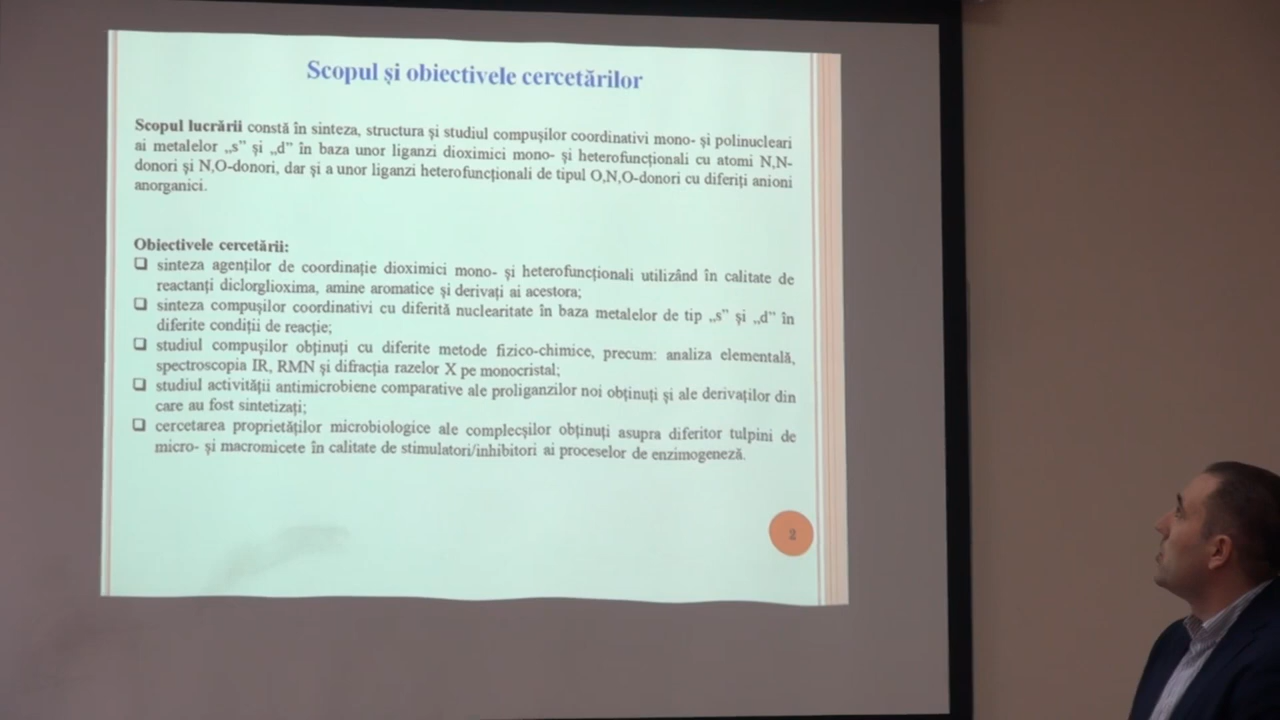 Scopul și obiectivele cercetărilor
Scopul lucrării constă în sinteza, structura și studiul compușilor coordinativi mono- și polinucleari
ai metalelor „s” și „d” în baza unor liganzi dioximici mono- și heterofuncționali cu atomi N,N-
donori și N,O-donori, dar și a unor liganzi heterofuncționali de tipul O,N,O-donori cu diferiți anioni
anorganici.
Obiectivele cercetării:
❑ sinteza agenților de coordinație dioximici mono- și heterofuncționali utilizând în calitate de
reactanți diclorglioxima, amine aromatice și derivați ai acestora;
❑ sinteza compușilor coordinativi cu diferită nuclearitate în baza metalelor de tip „s” și „d” în
diferite condiții de reacție;
❑ studiul compușilor obținuți cu diferite metode fizico-chimice, precum: analiza elementală,
spectroscopia IR, RMN și difracția razelor X pe monocristal;
❑ studiul activității antimicrobiene comparative ale proliganzilor noi obținuți și ale derivaților din
care au fost sintetizați;
❑ cercetarea proprietăților microbiologice ale complecșilor obținuți asupra diferitor tulpini de
micro- și macromicete în calitate de stimulatori/inhibitori ai proceselor de enzimogeneză.
2